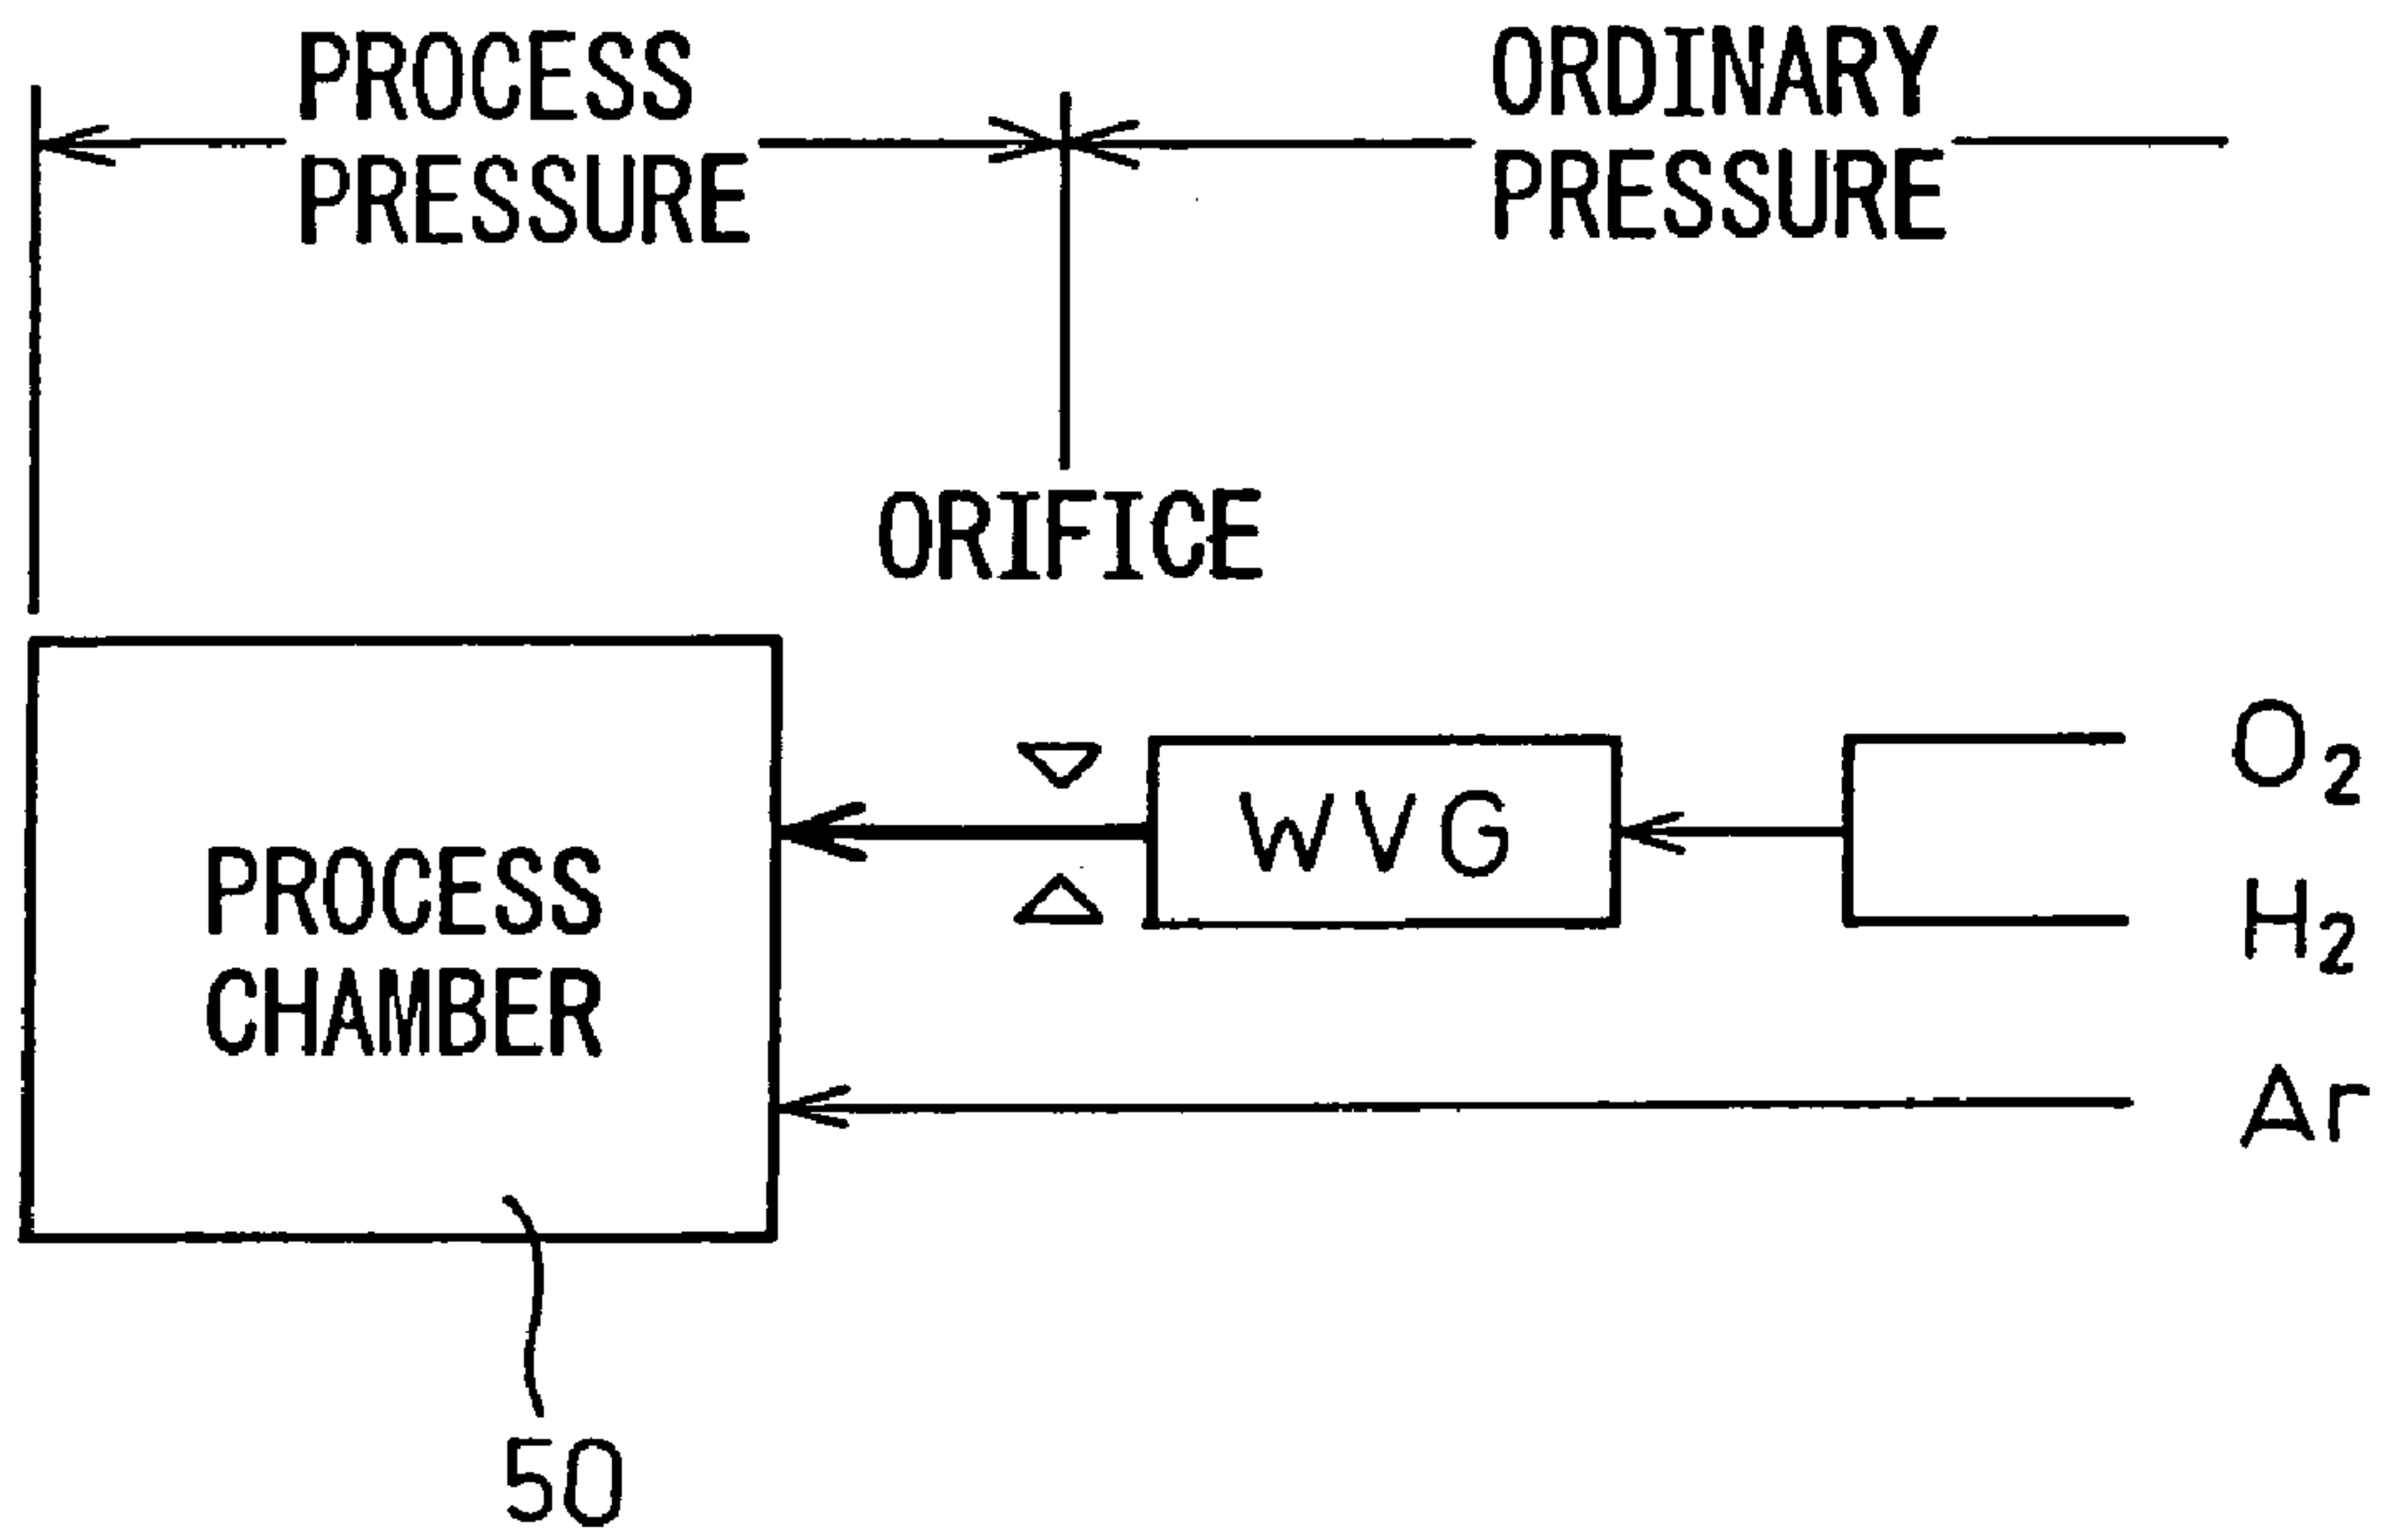 PROCESS
PRESSURE
ORDINARY
PRESSURE
ORIFICE
PROCESS
CHAMBER
WVG
O2
H2
Ar
50